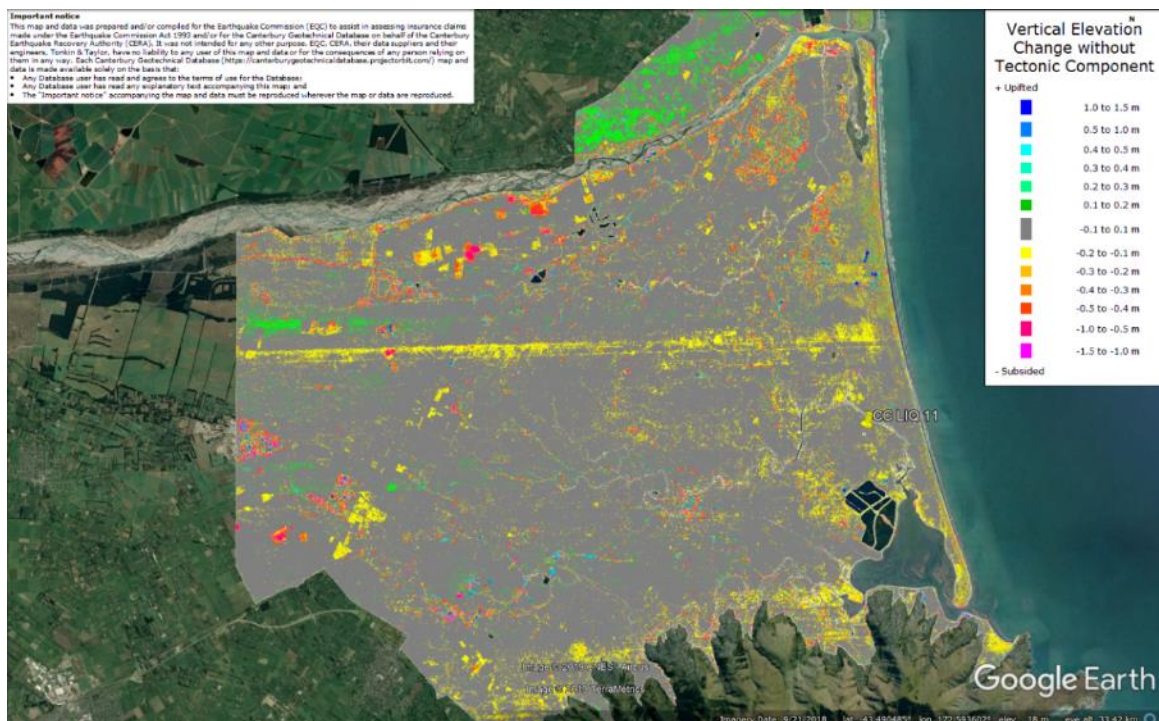 Important notice
This map and data was prepared and/or compiled for the Earthquake Commission (EQC) to assist in assessing insurance claims
made under the Earthquake Commission Act 1993 and/or for the Canterbury Geotechnical Database on behalf of the Canterbury
Earthquake Recovery Authority (CERA). It was not intended for any other purpose. EQC, CERA, their data suppliers and their
engineers, Tonkin & Taylor, have no liability to any user of this map and data or for the consequences of any person relying on
them in any way. Each Canterbury Geotechnical Database (https://canterburygeotechnicaldatabase.projectorbit.com/) map and
data is made available solely on the basis that:
• Any Database user has read and agrees to the terms of use for the Database;
• Any Database user has read any explanatory text accompanying this map; and
• The "Important notice" accompanying the map and data must be reproduced wherever the map or data are reproduced.
N
Vertical Elevation
Change without
Tectonic Component
+ Uplifted
1.0 to 1.5 m
0.5 to 1.0 m
0.4 to 0.5 m
0.3 to 0.4 m
0.2 to 0.3 m
0.1 to 0.2 m
-0.1 to 0.1 m
-0.2 to -0.1 m
-0.3 to -0.2 m
-0.4 to -0.3 m
-0.5 to -0.4 m
-1.0 to -0.5 m
-1.5 to -1.0 m
- Subsided
CC LIQ 11
Google Earth
Imagery Date: 9/21/2018